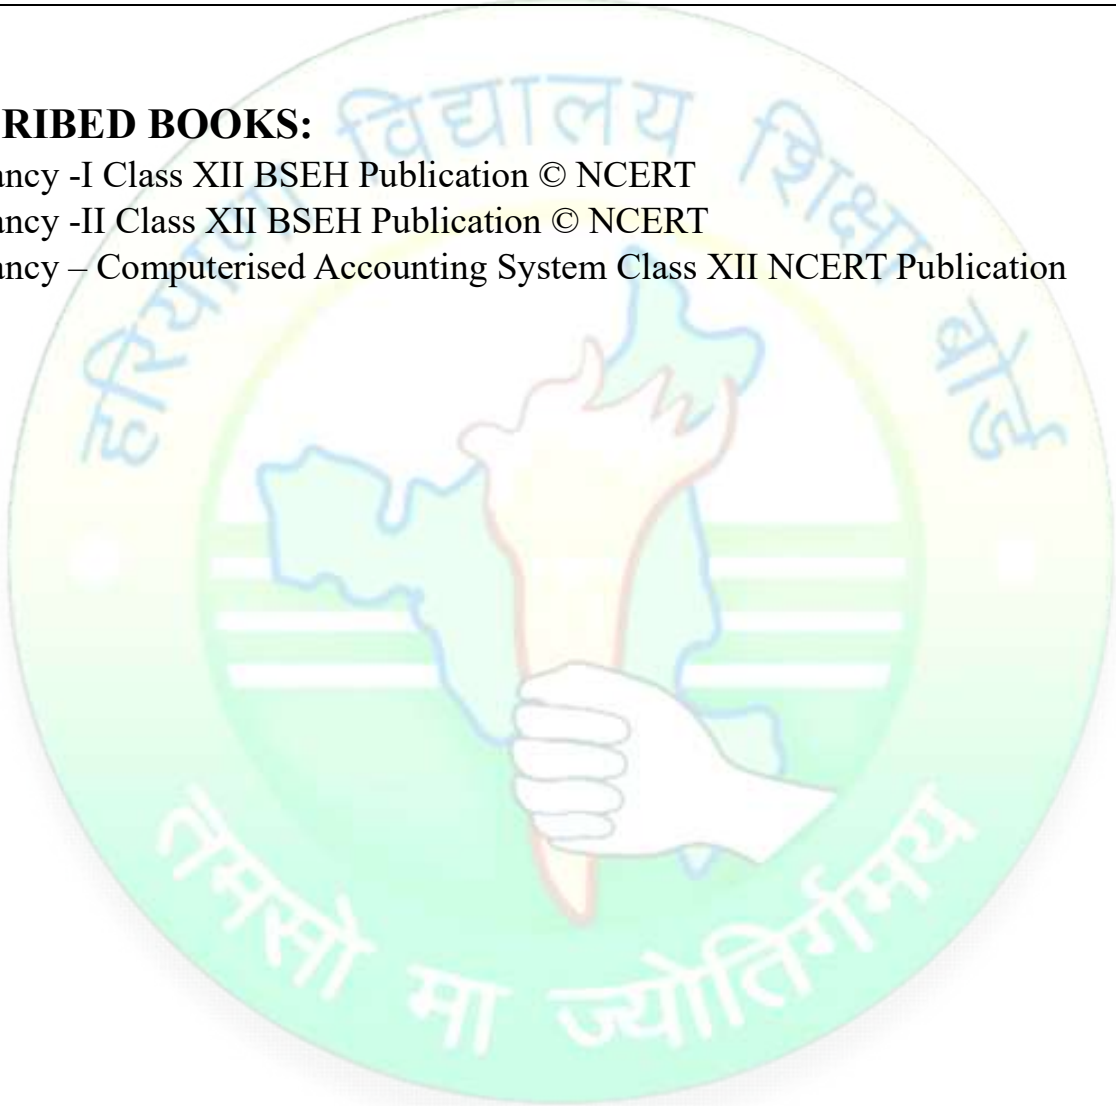 RIBED BOOKS:
ancy -I Class XII BSEH Publication © NCERT
ancy -II Class XII BSEH Publication © NCERT
ancy – Computerised Accounting System Class XII NCERT Publication
हरियाणा विद्यालय शिक्षा बोर्ड
तमसो मा ज्योतिर्गमय